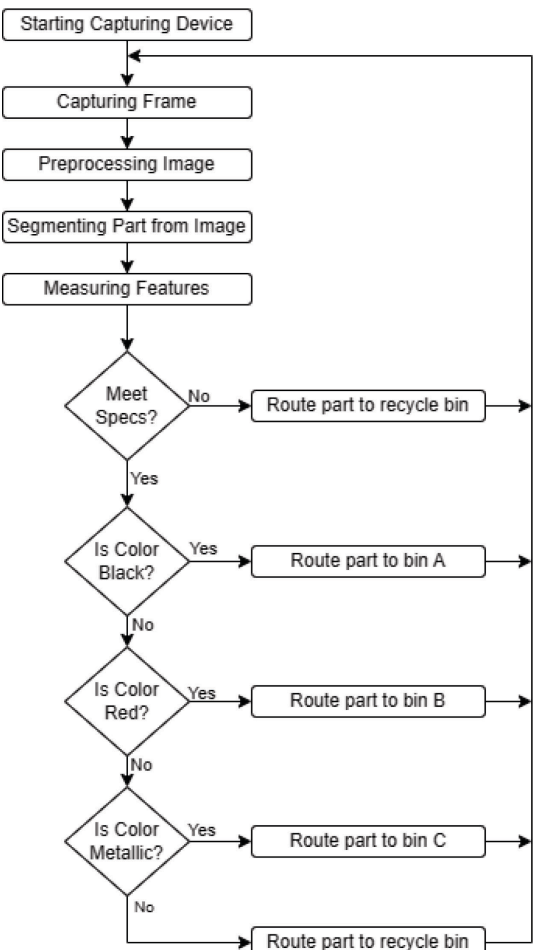 Starting Capturing Device
Capturing Frame
Preprocessing Image
Segmenting Part from Image
Measuring Features
Meet
Specs?
No
Route part to recycle bin
Yes
Is Color
Black?
Yes
Route part to bin A
No
Is Color
Red?
Yes
Route part to bin B
No
Is Color
Metallic?
Yes
Route part to bin C
No
Route part to recycle bin